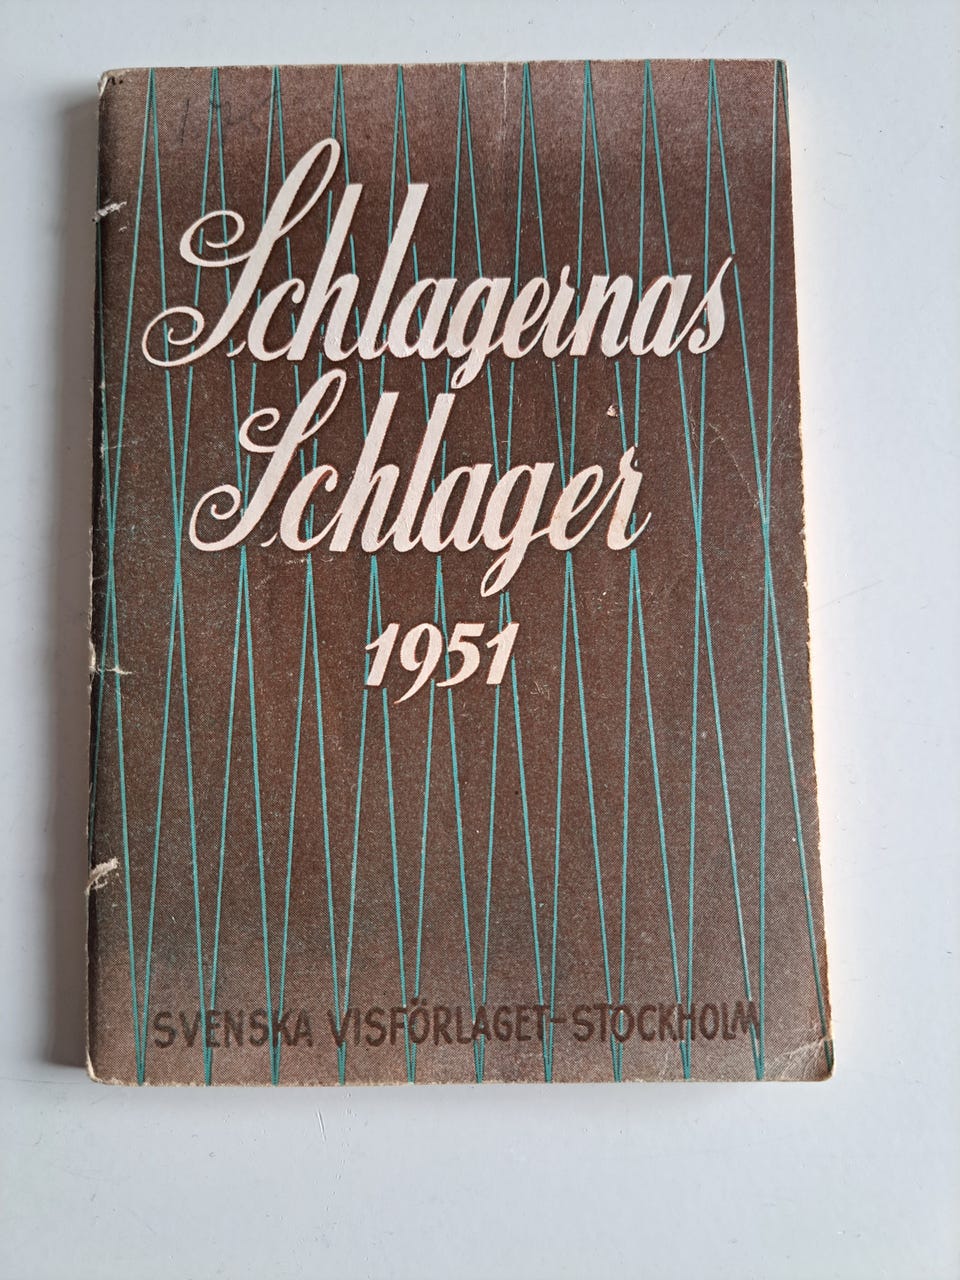 Schlagernas
Schlager
1951
SVENSKA VISFÖRLAGET-STOCKHOLM